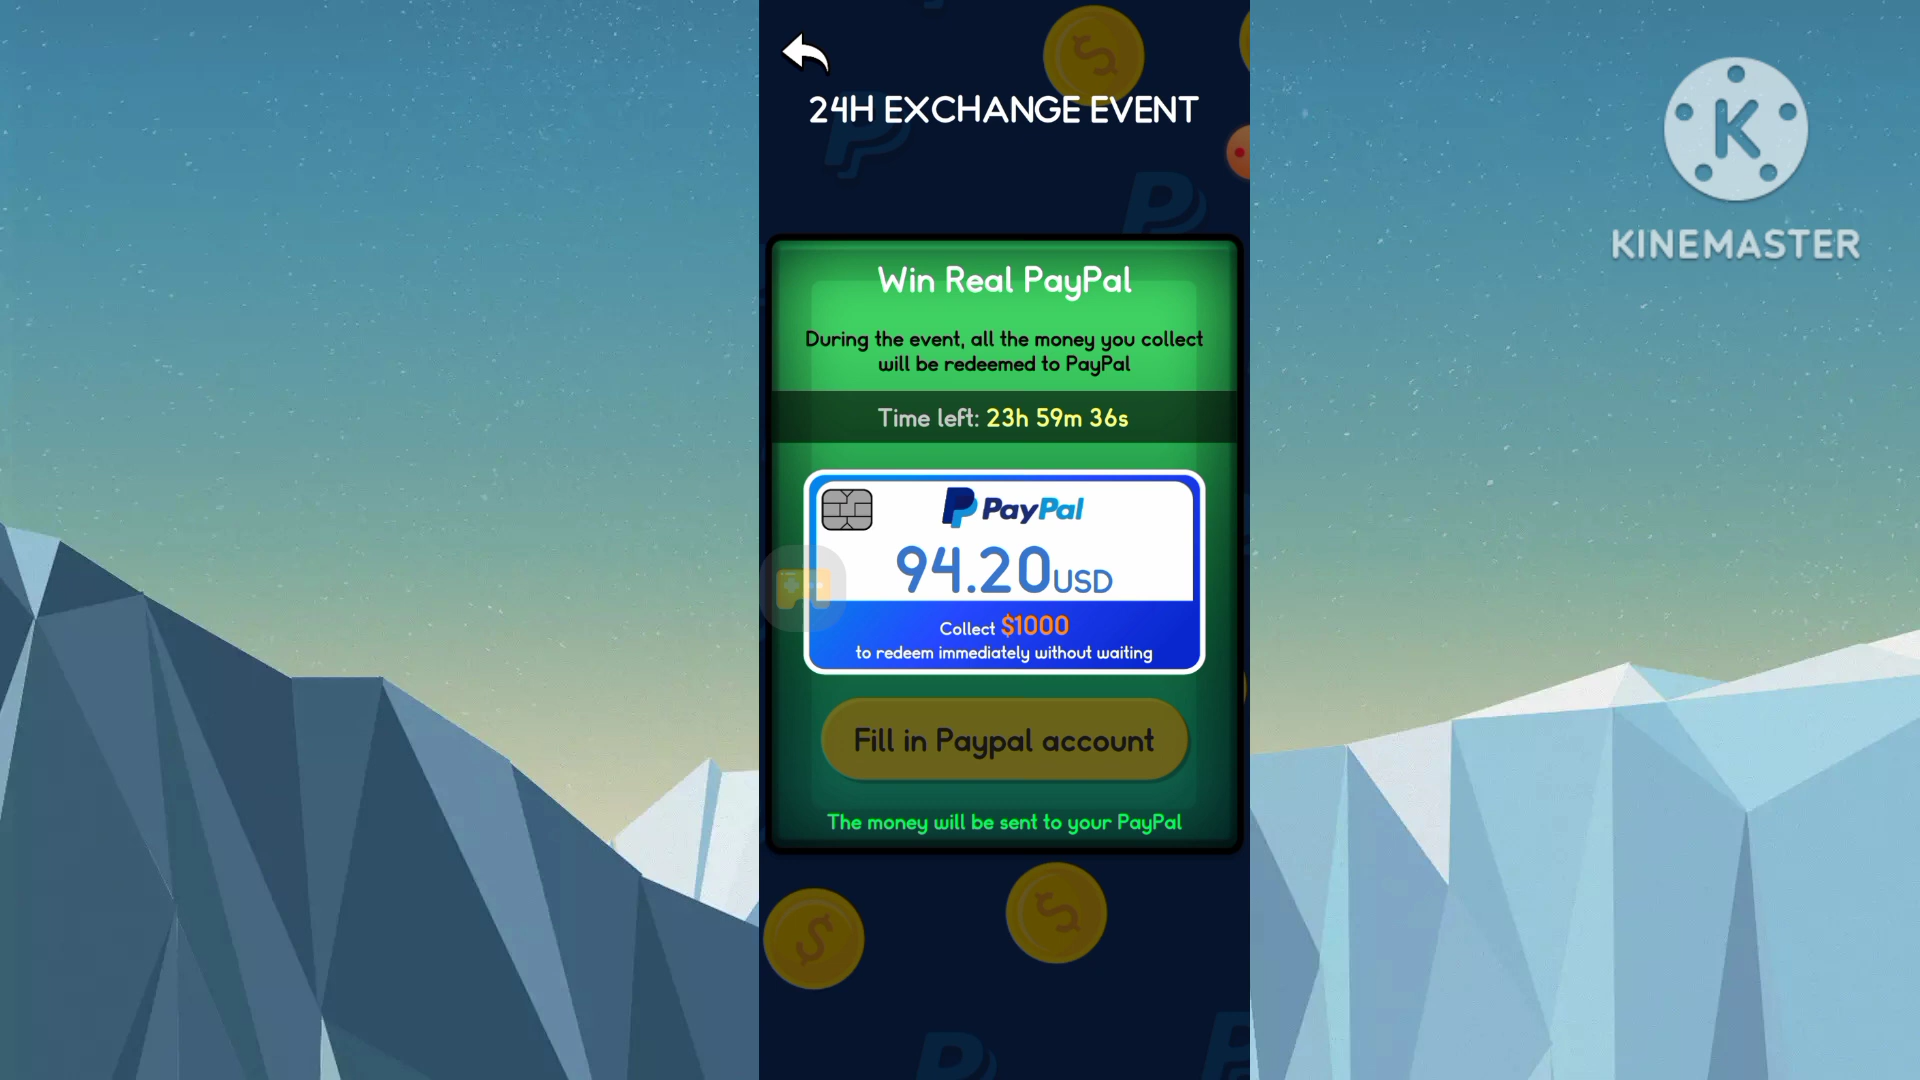 24H EXCHANGE EVENT
KINEMASTER
Win Real PayPal
During the event, all the money you collect
will be redeemed to PayPal
Time left: 23h 59m 36s
PayPal
94.20USD
Collect $1000
to redeem immediately without waiting
Fill in Paypal account
The money will be sent to your PayPal